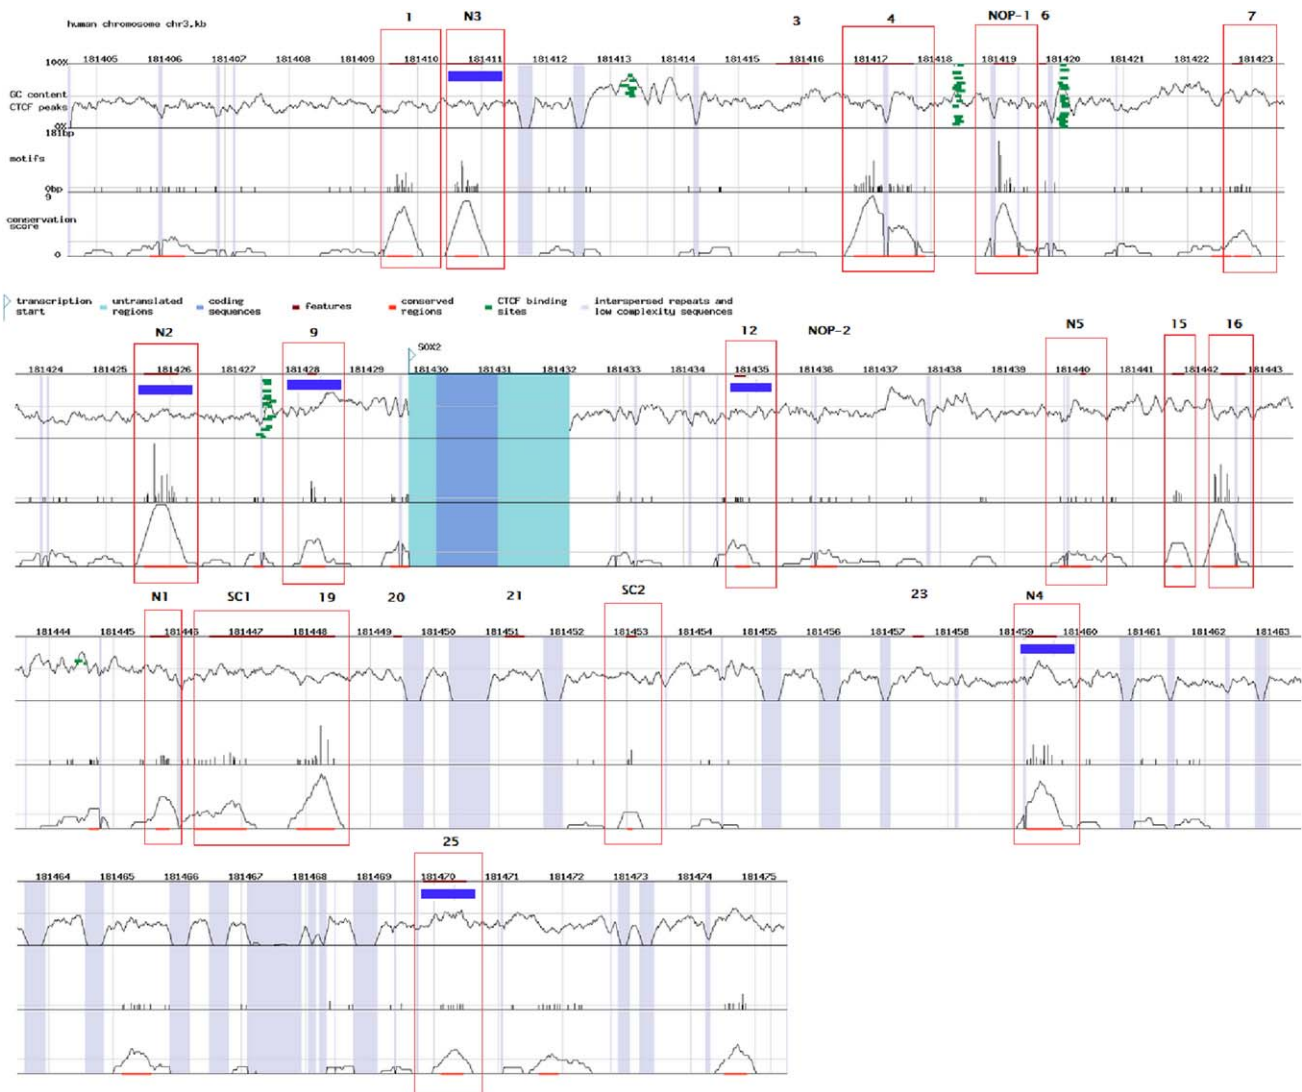 1 N3 3 4 NOP-1 6 7
human chromosome chr3,kb
100% 181405 181406 181407 181408 181409 181410 181411 181412 181413 181414 181415 181416 181417 181418 181419 181420 181421 181422 181423
GC content
CTCF peaks
0%
181bp
motifs
0bp
9
conservation
score
0
transcription start untranslated regions coding sequences features conserved regions CTCF binding sites interspersed repeats and low complexity sequences
N2 9 12 NOP-2 N5 15 16
SOX2
181424 181425 181426 181427 181428 181429 181430 181431 181432 181433 181434 181435 181436 181437 181438 181439 181440 181441 181442 181443
N1 SC1 19 20 21 SC2 23 N4
181444 181445 181446 181447 181448 181449 181450 181451 181452 181453 181454 181455 181456 181457 181458 181459 181460 181461 181462 181463
25
181464 181465 181466 181467 181468 181469 181470 181471 181472 181473 181474 181475